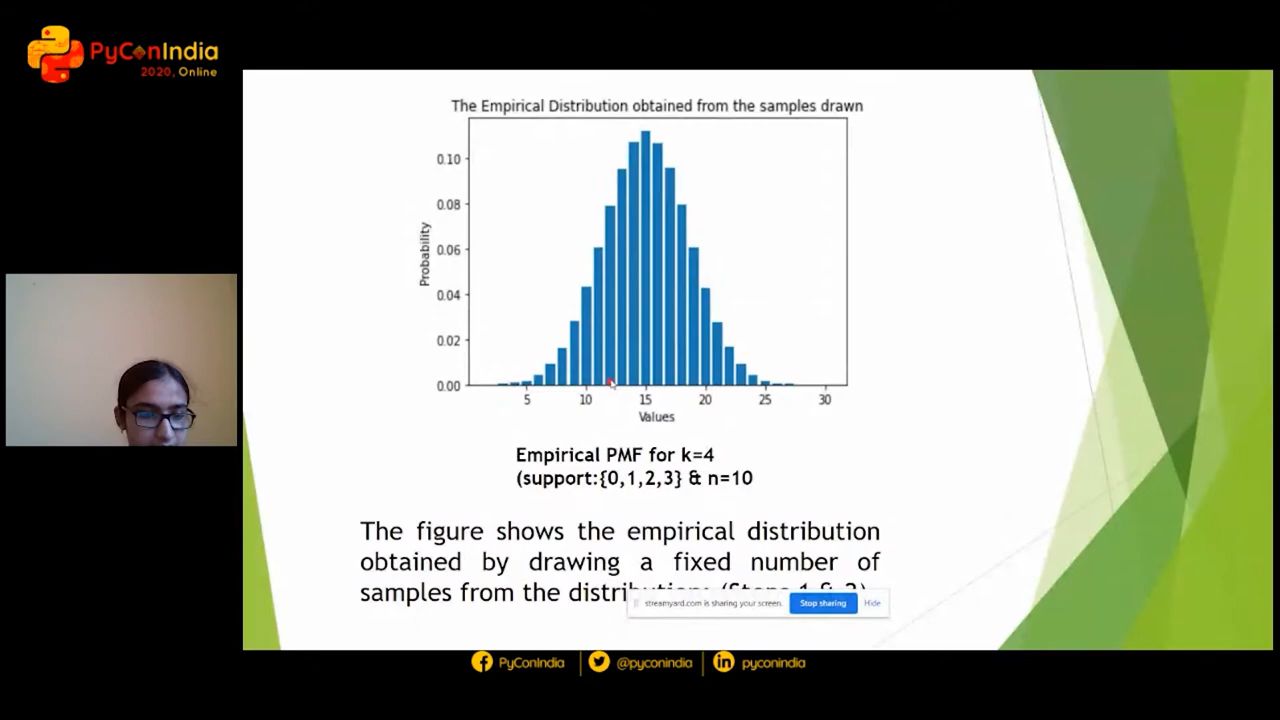 PyConIndia
2020, Online
The Empirical Distribution obtained from the samples drawn
Probability
0.10
0.08
0.06
0.04
0.02
0.00
5 10 15 20 25 30
Values
Empirical PMF for k=4
(support:{0,1,2,3} & n=10
The figure shows the empirical distribution
obtained by drawing a fixed number of
samples from the
streamyard.com is sharing your screen. Stop sharing Hide
PyConIndia @pyconindia pyconindia